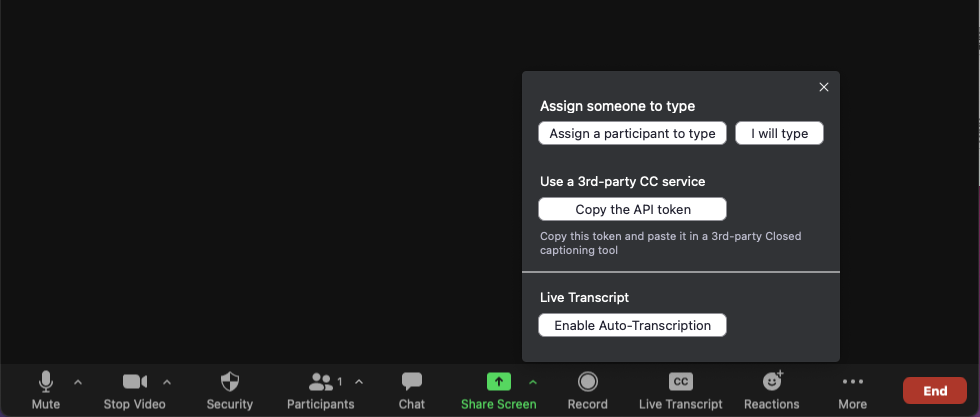 Assign someone to type
Assign a participant to type I will type
Use a 3rd-party CC service
Copy the API token
Copy this token and paste it in a 3rd-party Closed
captioning tool
Live Transcript
Enable Auto-Transcription
1 CC
Mute Stop Video Security Participants Chat Share Screen Record Live Transcript Reactions More End